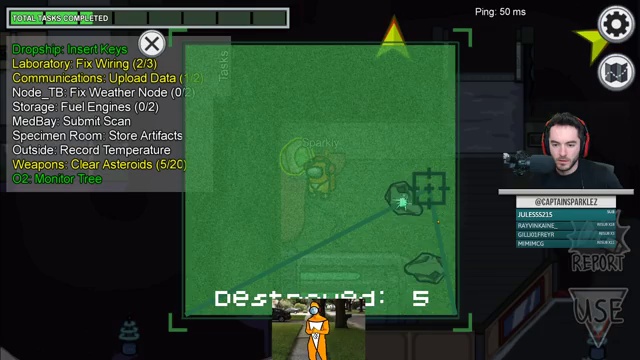 TOTAL TASKS COMPLETED
Ping: 50 ms
Dropship: Insert Keys
Laboratory: Fix Wiring (2/3)
Communications: Upload Data (1/2)
Node_TB: Fix Weather Node (0/2)
Storage: Fuel Engines (0/2)
MedBay: Submit Scan
Specimen Room: Store Artifacts
Outside: Record Temperature
Weapons: Clear Asteroids (5/20)
O2: Monitor Tree
Tasks
Sparkly
Destroyed: 5
@CAPTAINSPARKLEZ
JULESSS215
RAYVINKAINE_
GILLKI1FREYR
MIMIMCG
REPORT
USE